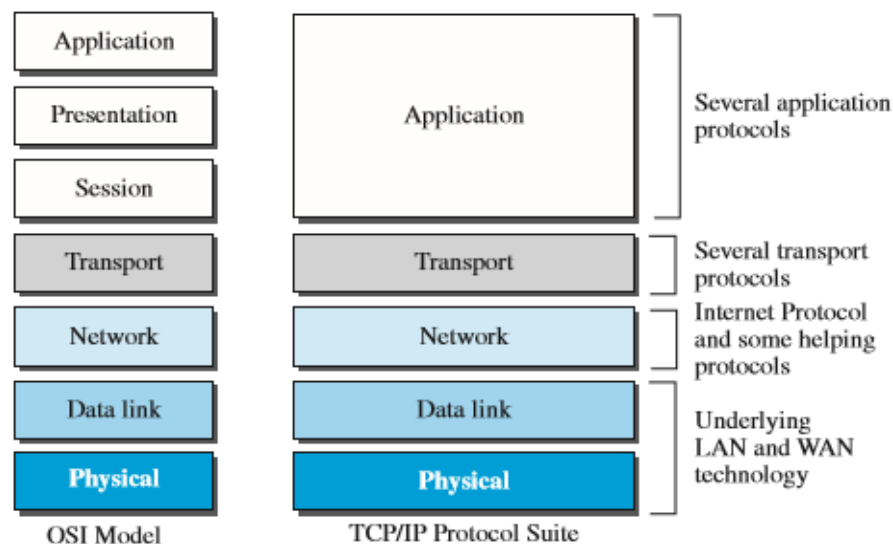 Application
Presentation
Session
Transport
Network
Data link
Physical
OSI Model
Application
Transport
Network
Data link
Physical
TCP/IP Protocol Suite
Several application
protocols
Several transport
protocols
Internet Protocol
and some helping
protocols
Underlying
LAN and WAN
technology